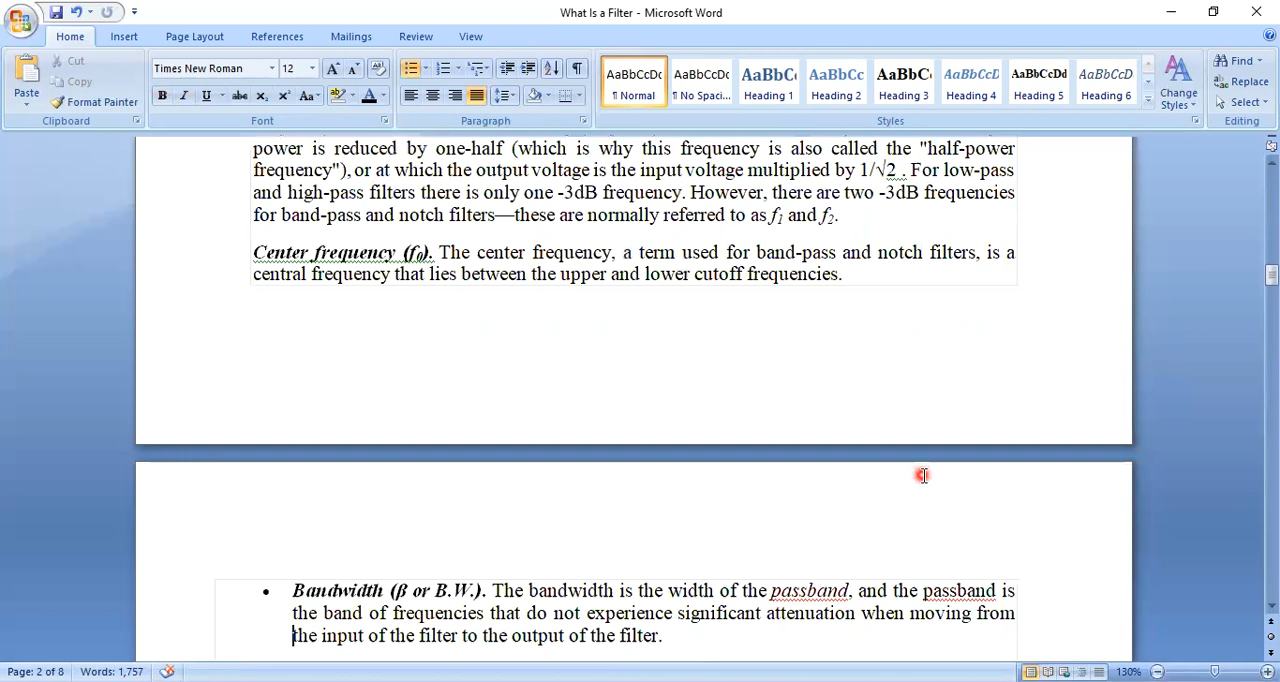 What Is a Filter - Microsoft Word
Home Insert Page Layout References Mailings Review View
Paste Cut Copy Format Painter Clipboard
Times New Roman 12 Font
Paragraph
AaBbCcDc AaBbCcDc AaBbC AaBbCc AaBbC AaBbCcD AaBbCcDd AaBbCcD
¶ Normal ¶ No Spaci... Heading 1 Heading 2 Heading 3 Heading 4 Heading 5 Heading 6
Change Styles Styles
Find Replace Select Editing
power is reduced by one-half (which is why this frequency is also called the "half-power
frequency"), or at which the output voltage is the input voltage multiplied by 1/√2 . For low-pass
and high-pass filters there is only one -3dB frequency. However, there are two -3dB frequencies
for band-pass and notch filters—these are normally referred to as f1 and f2.
Center frequency (f0). The center frequency, a term used for band-pass and notch filters, is a
central frequency that lies between the upper and lower cutoff frequencies.
• Bandwidth (β or B.W.). The bandwidth is the width of the passband, and the passband is
the band of frequencies that do not experience significant attenuation when moving from
the input of the filter to the output of the filter.
Page: 2 of 8 Words: 1,757 130%